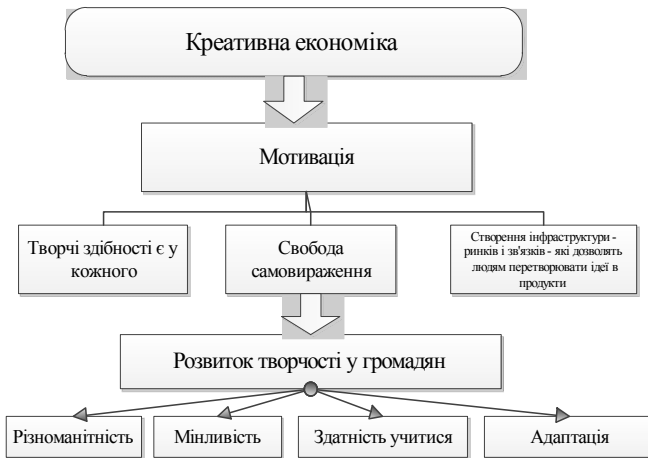 Креативна економіка
Мотивація
Творчі здібності є у
кожного
Свобода
самовираження
Створення інфраструктури -
ринків і зв'язків - які дозволять
людям перетворювати ідеї в
продукти
Розвиток творчості у громадян
Різноманітність
Мінливість
Здатність учитися
Адаптація